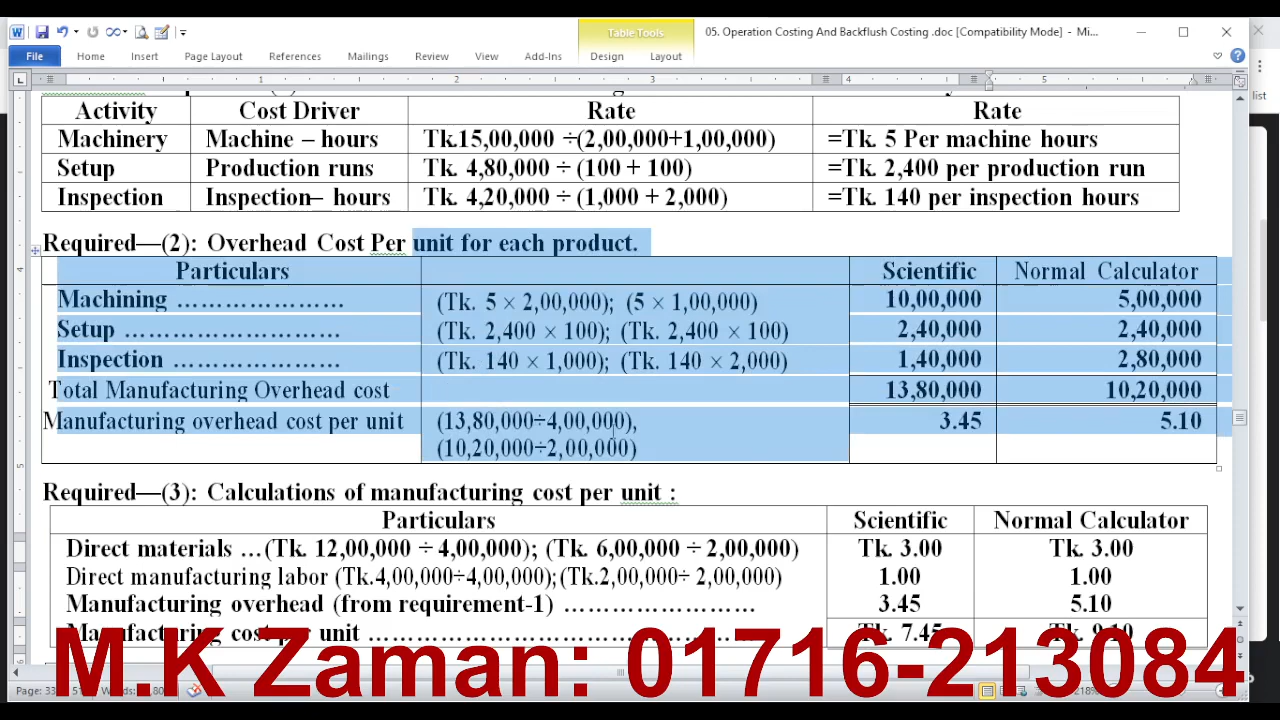 Table Tools
05. Operation Costing And Backflush Costing .doc [Compatibility Mode] - Mi...
File Home Insert Page Layout References Mailings Review View Add-Ins Design Layout
list
Activity Cost Driver Rate Rate
Machinery Machine – hours Tk.15,00,000 ÷(2,00,000+1,00,000) =Tk. 5 Per machine hours
Setup Production runs Tk. 4,80,000 ÷ (100 + 100) =Tk. 2,400 per production run
Inspection Inspection– hours Tk. 4,20,000 ÷ (1,000 + 2,000) =Tk. 140 per inspection hours
Required—(2): Overhead Cost Per unit for each product.
Particulars Scientific Normal Calculator
Machining ………………… (Tk. 5 × 2,00,000); (5 × 1,00,000) 10,00,000 5,00,000
Setup ……………………… (Tk. 2,400 × 100); (Tk. 2,400 × 100) 2,40,000 2,40,000
Inspection ………………… (Tk. 140 × 1,000); (Tk. 140 × 2,000) 1,40,000 2,80,000
Total Manufacturing Overhead cost 13,80,000 10,20,000
Manufacturing overhead cost per unit (13,80,000÷4,00,000), 3.45 5.10
(10,20,000÷2,00,000)
Required—(3): Calculations of manufacturing cost per unit :
Particulars Scientific Normal Calculator
Direct materials …(Tk. 12,00,000 ÷ 4,00,000); (Tk. 6,00,000 ÷ 2,00,000) Tk. 3.00 Tk. 3.00
Direct manufacturing labor (Tk.4,00,000÷4,00,000); (Tk.2,00,000÷ 2,00,000) 1.00 1.00
Manufacturing overhead (from requirement-1) …………………… 3.45 5.10
Manufacturing cost per unit ……………………………………… Tk. 7.45 Tk. 9.10
M.K Zaman: 01716-213084